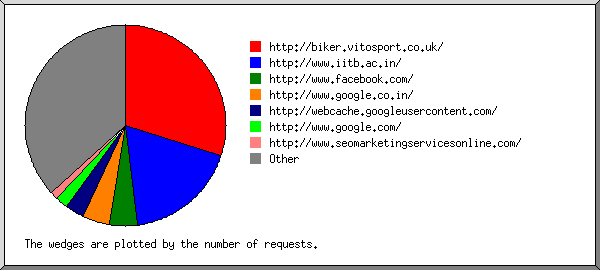 http://biker.vitosport.co.uk/
http://www.iitb.ac.in/
http://www.facebook.com/
http://www.google.co.in/
http://webcache.googleusercontent.com/
http://www.google.com/
http://www.seomarketingservicesonline.com/
Other
The wedges are plotted by the number of requests.